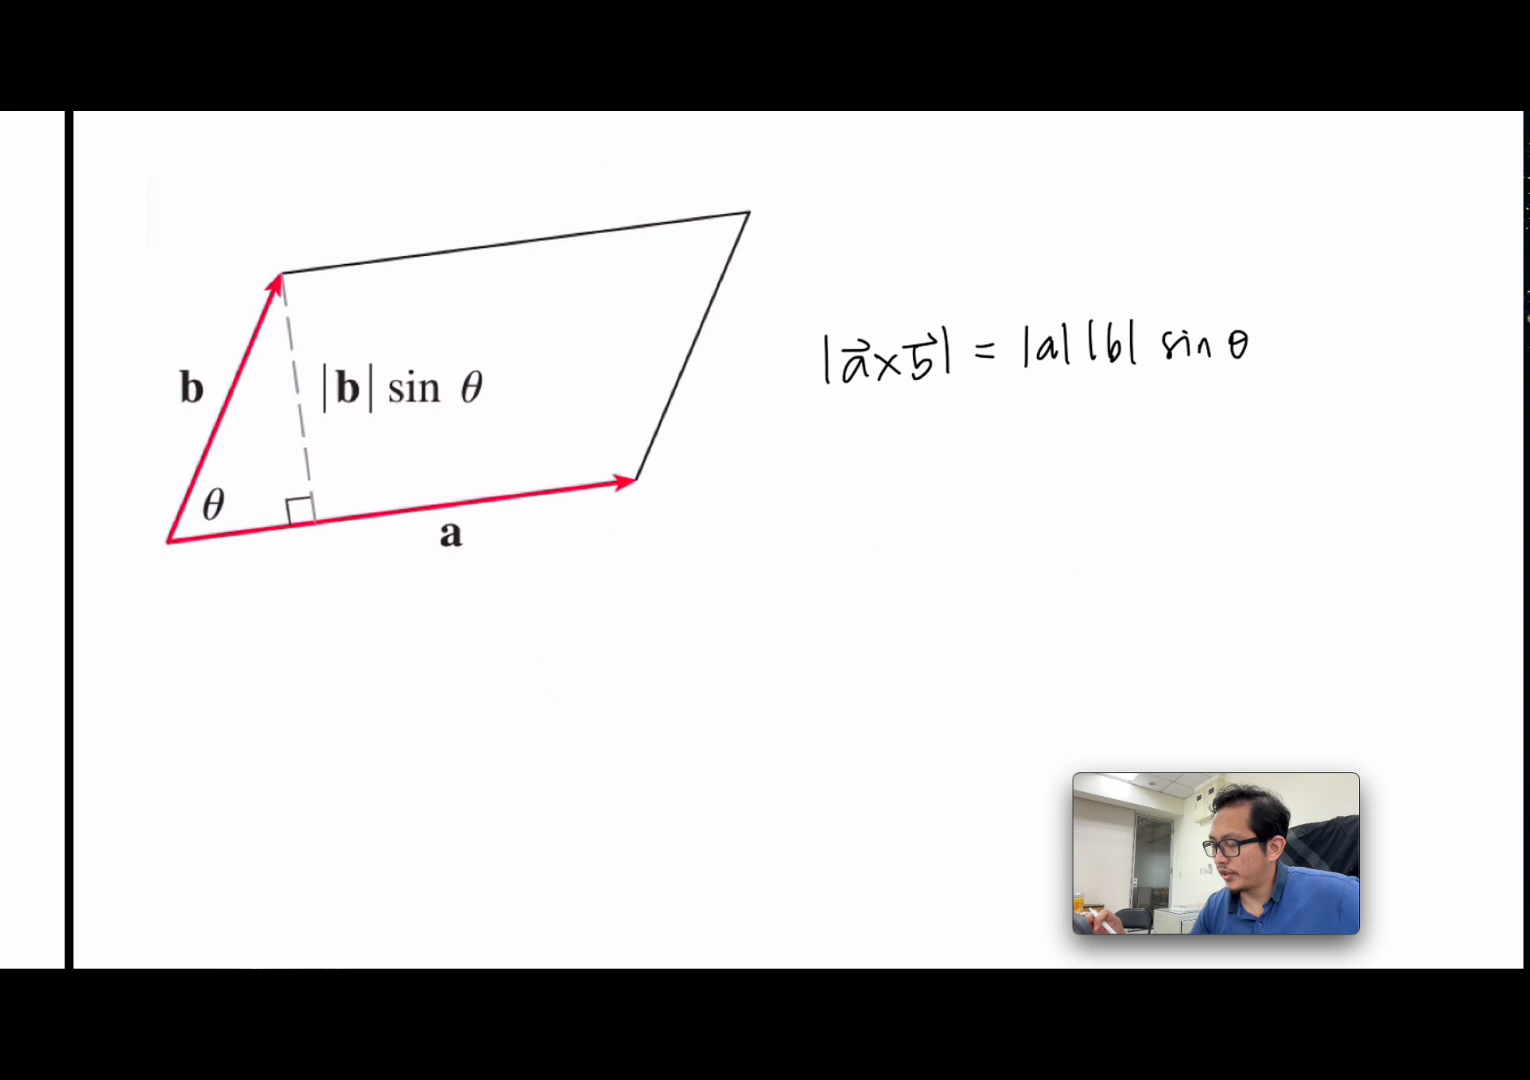 b
|b| sin θ
θ
a
|a⃗×b⃗| = |a| |b| sin θ